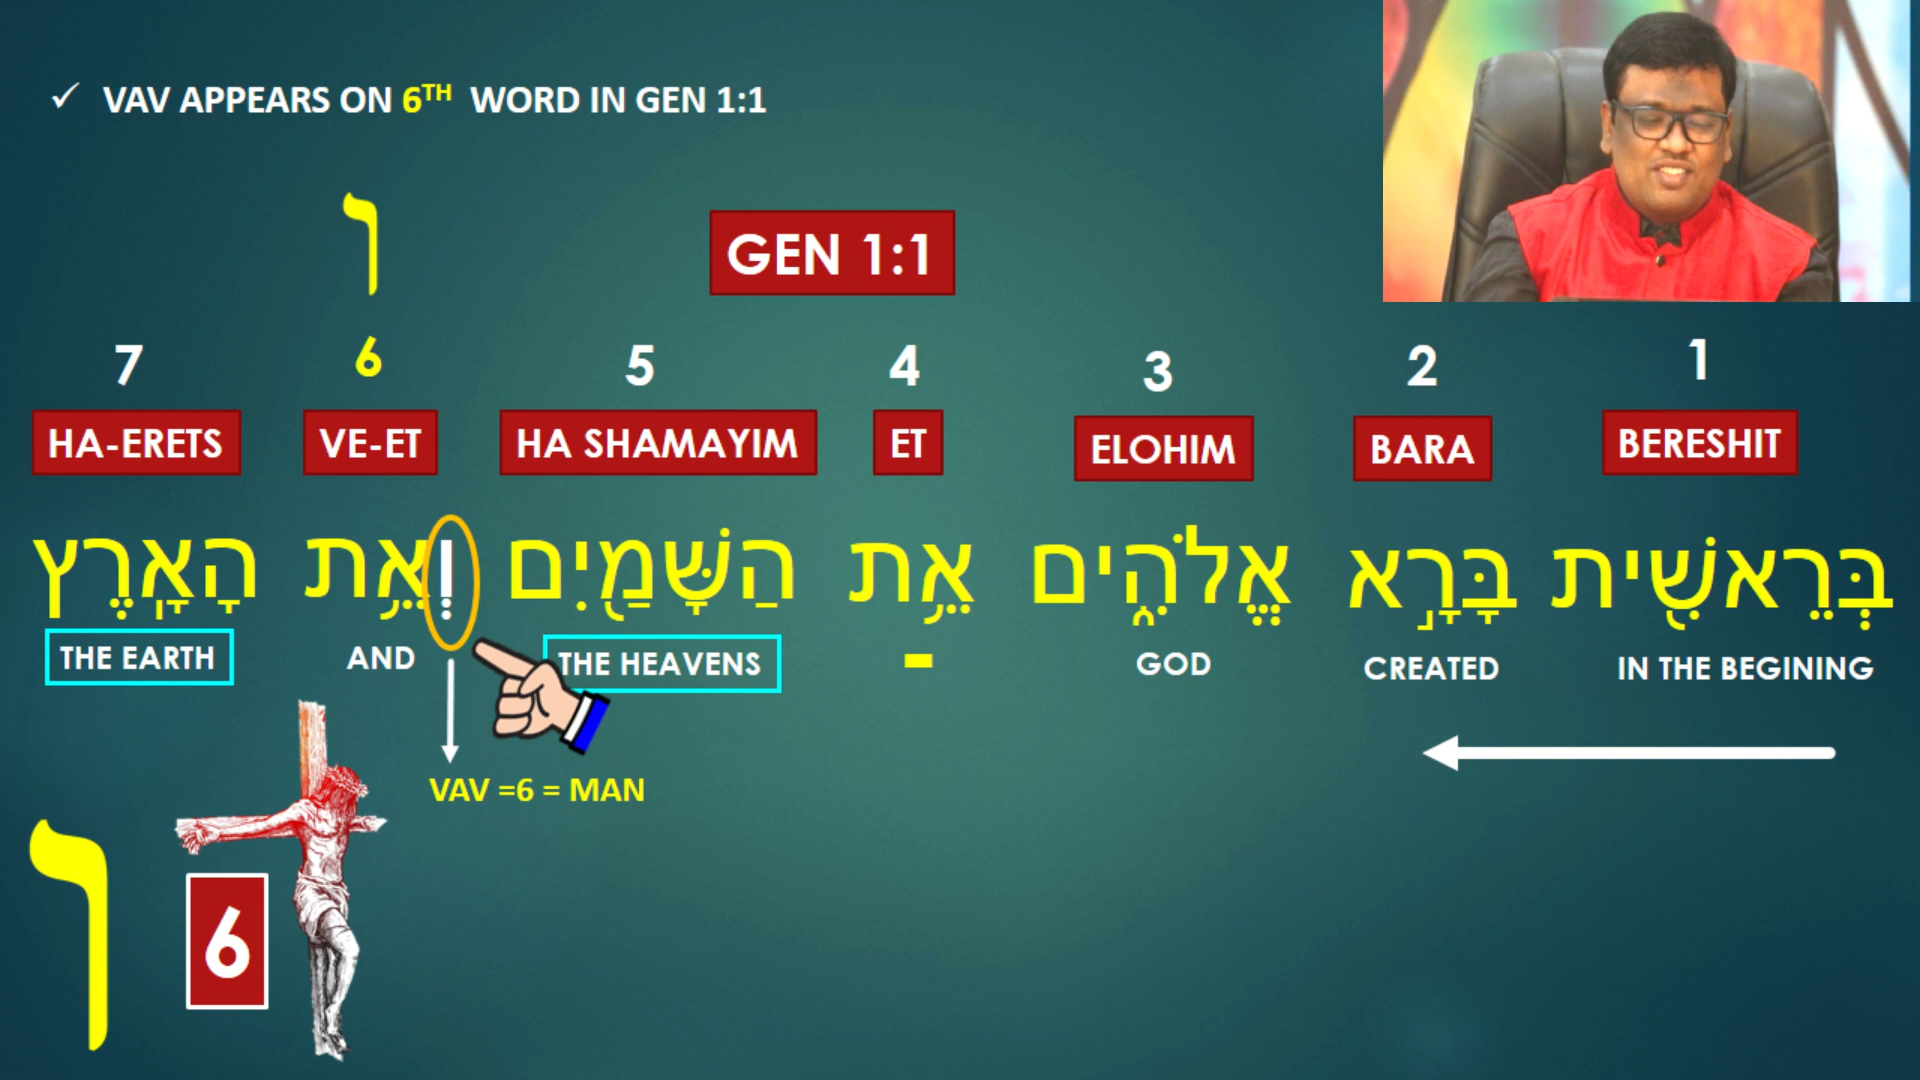 ✓ VAV APPEARS ON 6TH WORD IN GEN 1:1
ו
GEN 1:1
7 6 5 4 3 2 1
HA-ERETS VE-ET HA SHAMAYIM ET ELOHIM BARA BERESHIT
בְּרֵאשִׁ֖ית בָּרָ֣א אֱלֹהִ֑ים אֵ֥ת הַשָּׁמַ֖יִם וְאֵ֥ת הָאָֽרֶץ
THE EARTH AND THE HEAVENS - GOD CREATED IN THE BEGINING
VAV =6 = MAN
ו
6